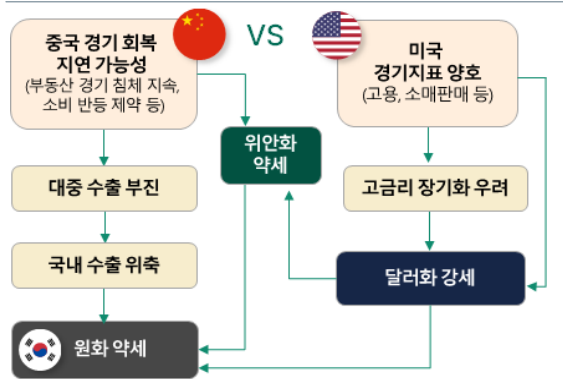 중국 경기 회복
지연 가능성
(부동산 경기 침체 지속,
소비 반등 제약 등)
VS
미국
경기지표 양호
(고용, 소매판매 등)
위안화
약세
대중 수출 부진
고금리 장기화 우려
국내 수출 위축
달러화 강세
원화 약세